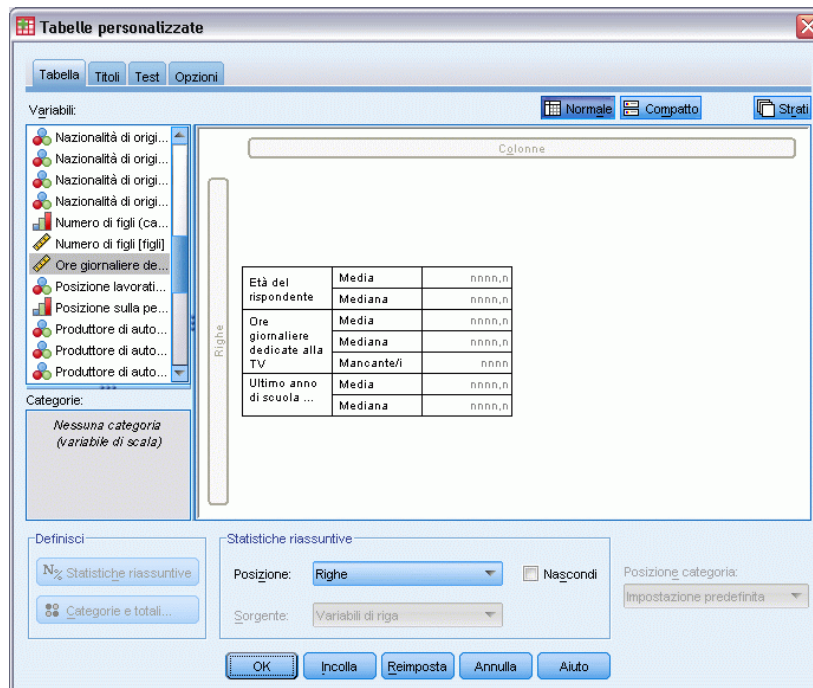 Tabelle personalizzate
Tabella Titoli Test Opzioni
Variabili:
Normale Compatto Strati
Nazionalità di origi...
Nazionalità di origi...
Nazionalità di origi...
Nazionalità di origi...
Numero di figli (ca...
Numero di figli [figli]
Ore giornaliere de...
Posizione lavorati...
Posizione sulla pe...
Produttore di auto...
Produttore di auto...
Produttore di auto...
Categorie:
Nessuna categoria
(variabile di scala)
Colonne
Righe
Età del
rispondente
Media nnnn,n
Mediana nnnn,n
Ore
giornaliere
dedicate alla
TV
Media nnnn,n
Mediana nnnn,n
Mancante/i nnnn
Ultimo anno
di scuola ...
Media nnnn,n
Mediana nnnn,n
Definisci
N% Statistiche riassuntive
Categorie e totali...
Statistiche riassuntive
Posizione: Righe Nascondi
Sorgente: Variabili di riga
Posizione categoria:
Impostazione predefinita
OK Incolla Reimposta Annulla Aiuto